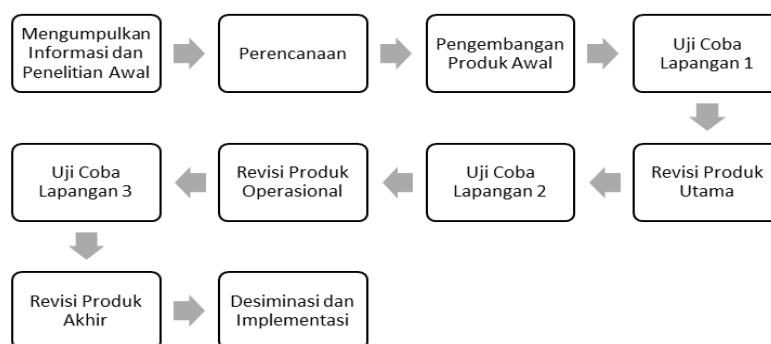 Mengumpulkan
Informasi dan
Penelitian Awal
Perencanaan
Pengembangan
Produk Awal
Uji Coba
Lapangan 1
Revisi Produk
Utama
Uji Coba
Lapangan 2
Revisi Produk
Operasional
Uji Coba
Lapangan 3
Revisi Produk
Akhir
Desiminasi dan
Implementasi